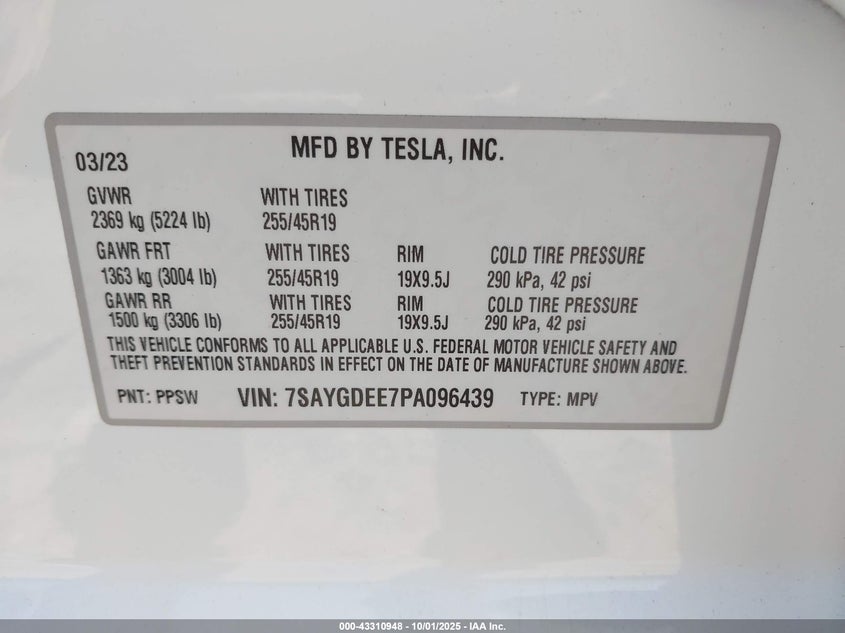 MFD BY TESLA, INC.
03/23
GVWR WITH TIRES
2369 kg (5224 lb) 255/45R19
GAWR FRT WITH TIRES RIM COLD TIRE PRESSURE
1363 kg (3004 lb) 255/45R19 19X9.5J 290 kPa, 42 psi
GAWR RR WITH TIRES RIM COLD TIRE PRESSURE
1500 kg (3306 lb) 255/45R19 19X9.5J 290 kPa, 42 psi
THIS VEHICLE CONFORMS TO ALL APPLICABLE U.S. FEDERAL MOTOR VEHICLE SAFETY AND
THEFT PREVENTION STANDARDS IN EFFECT ON THE DATE OF MANUFACTURE SHOWN ABOVE.
PNT: PPSW VIN: 7SAYGDEE7PA096439 TYPE: MPV
000-43310948 - 10/01/2025 - IAA Inc.